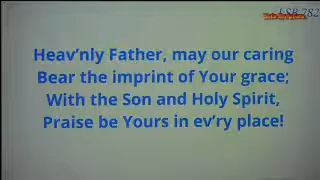 LSB 782
Heav'nly Father, may our caring
Bear the imprint of Your grace;
With the Son and Holy Spirit,
Praise be Yours in ev'ry place!